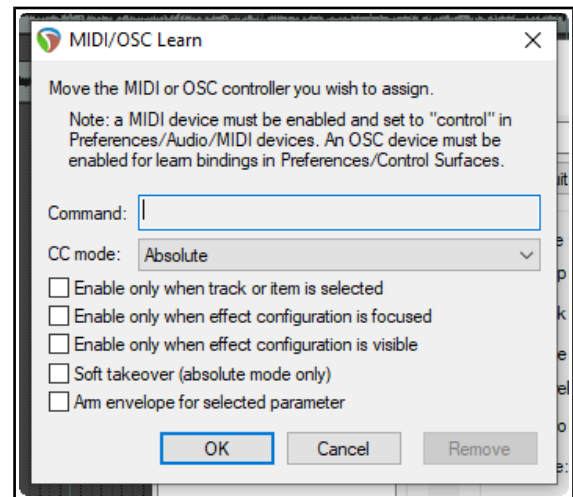 MIDI/OSC Learn
Move the MIDI or OSC controller you wish to assign.
Note: a MIDI device must be enabled and set to "control" in
Preferences/Audio/MIDI devices. An OSC device must be
enabled for learn bindings in Preferences/Control Surfaces.
Command:
CC mode: Absolute
Enable only when track or item is selected
Enable only when effect configuration is focused
Enable only when effect configuration is visible
Soft takeover (absolute mode only)
Arm envelope for selected parameter
OK Cancel Remove